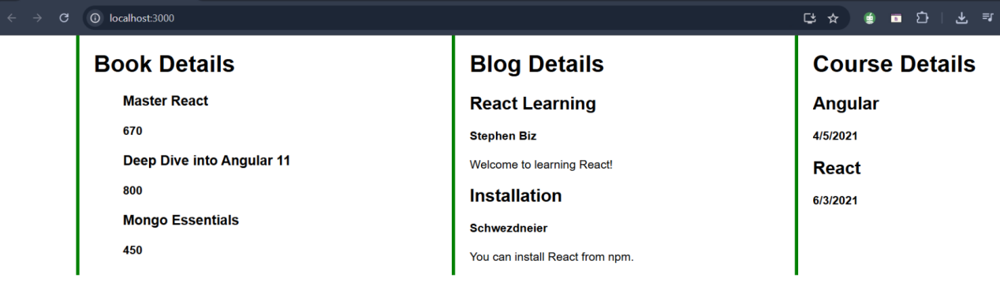 localhost:3000
Book Details
Master React
670
Deep Dive into Angular 11
800
Mongo Essentials
450
Blog Details
React Learning
Stephen Biz
Welcome to learning React!
Installation
Schwezdneier
You can install React from npm.
Course Details
Angular
4/5/2021
React
6/3/2021